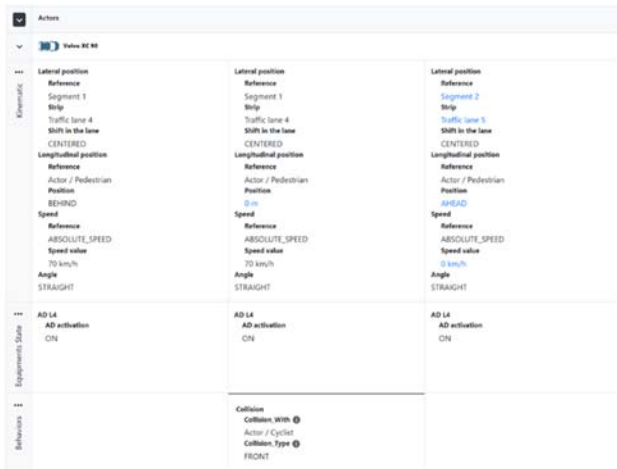 Actors
Volvo XC 90
Kinematic
Lateral position
Reference
Segment 1
Strip
Traffic lane 4
Shift in the lane
CENTERED
Longitudinal position
Reference
Actor / Pedestrian
Position
BEHIND
Speed
Reference
ABSOLUTE_SPEED
Speed value
70 km/h
Angle
STRAIGHT
Lateral position
Reference
Segment 1
Strip
Traffic lane 4
Shift in the lane
CENTERED
Longitudinal position
Reference
Actor / Pedestrian
Position
0 m
Speed
Reference
ABSOLUTE_SPEED
Speed value
70 km/h
Angle
STRAIGHT
Lateral position
Reference
Segment 2
Strip
Traffic lane 5
Shift in the lane
CENTERED
Longitudinal position
Reference
Actor / Pedestrian
Position
AHEAD
Speed
Reference
ABSOLUTE_SPEED
Speed value
0 km/h
Angle
STRAIGHT
Equipments State
AD L4
AD activation
ON
AD L4
AD activation
ON
AD L4
AD activation
ON
Behaviors
Collision
Collision_With
Actor / Cyclist
Collision_Type
FRONT